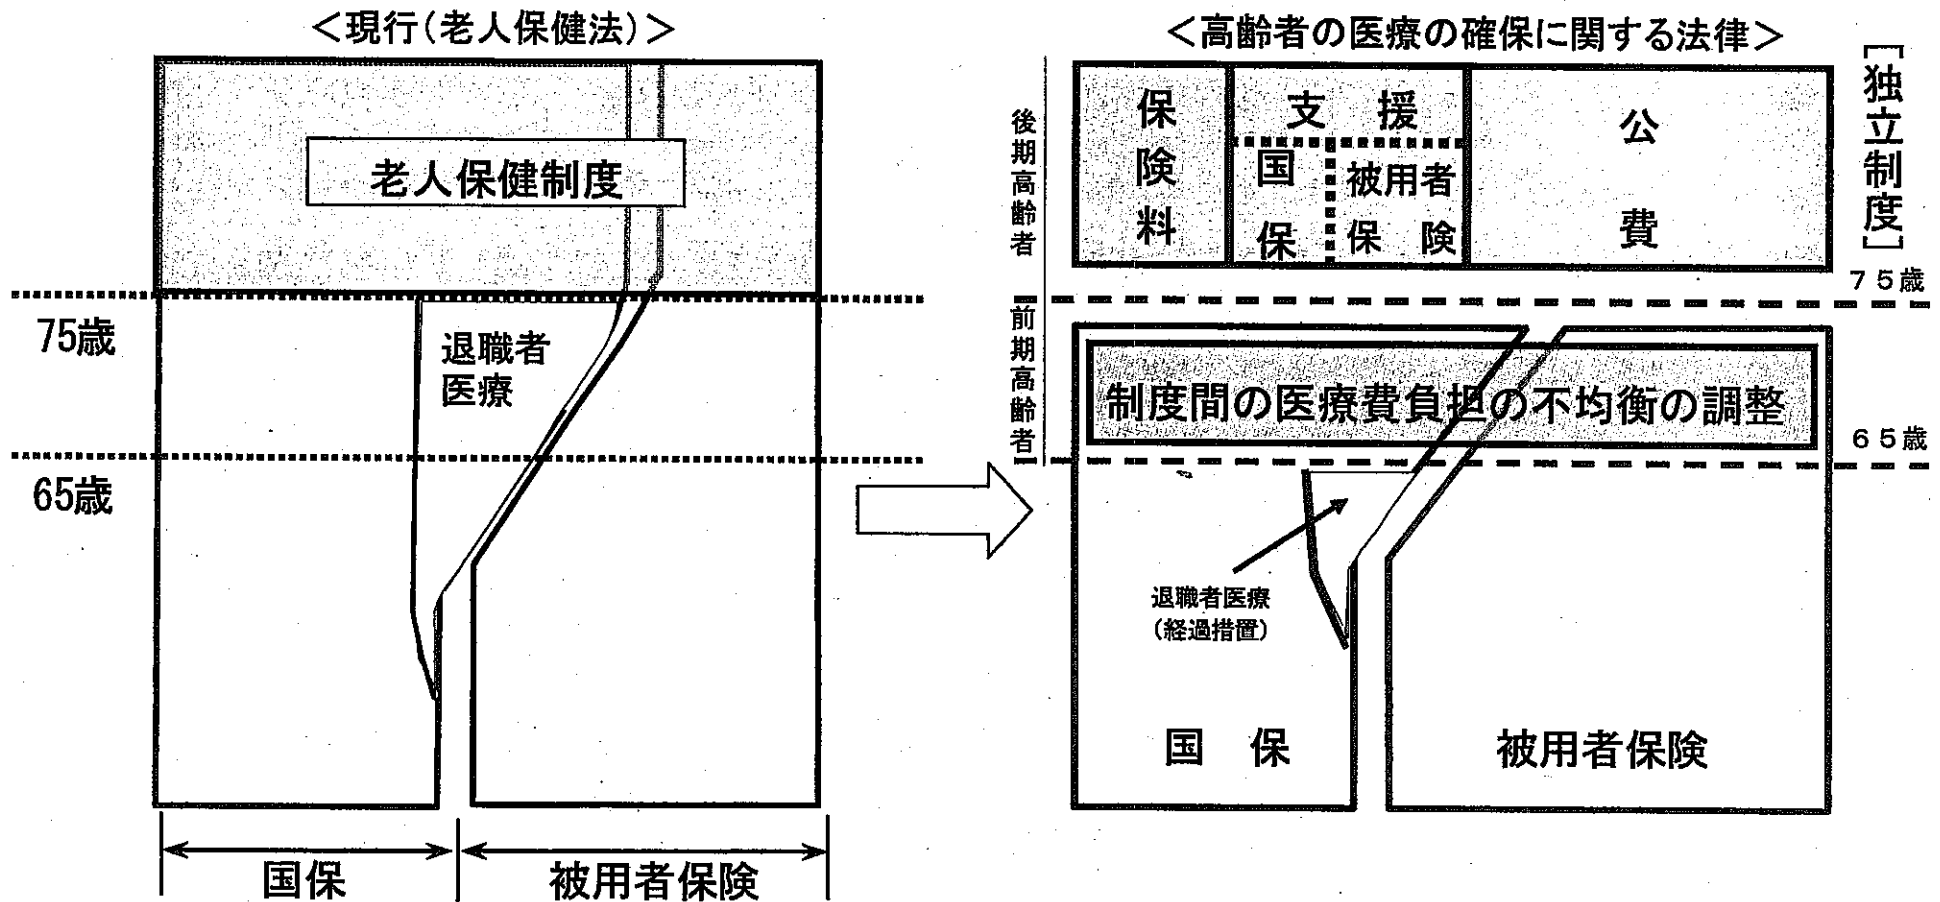 ＜現行(老人保健法)＞
老人保健制度
75歳
退職者
医療
65歳
国保
被用者保険
＜高齢者の医療の確保に関する法律＞
［独立制度］
後期高齢者
保険料
支　援
国保
被用者
保　険
公費
７５歳
前期高齢者
制度間の医療費負担の不均衡の調整
６５歳
退職者医療
（経過措置）
国　保
被用者保険